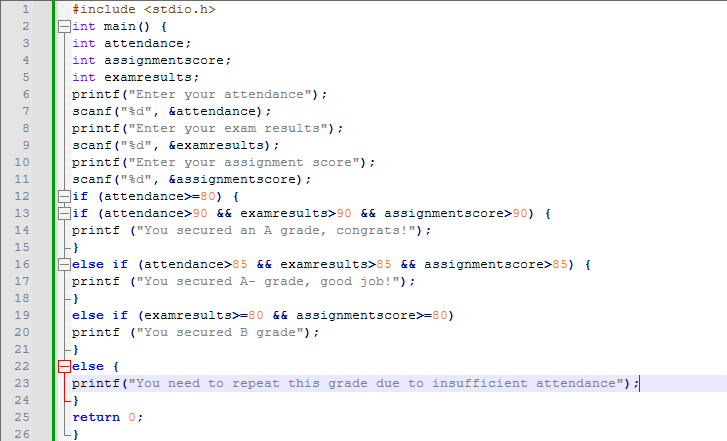 1 #include <stdio.h>
2 int main() {
3 int attendance;
4 int assignmentscore;
5 int examresults;
6 printf("Enter your attendance");
7 scanf("%d", &attendance);
8 printf("Enter your exam results");
9 scanf("%d", &examresults);
10 printf("Enter your assignment score");
11 scanf("%d", &assignmentscore);
12 if (attendance>=80) {
13 if (attendance>90 && examresults>90 && assignmentscore>90) {
14 printf ("You secured an A grade, congrats!");
15 }
16 else if (attendance>85 && examresults>85 && assignmentscore>85) {
17 printf ("You secured A- grade, good job!");
18 }
19 else if (examresults>=80 && assignmentscore>=80)
20 printf ("You secured B grade");
21 }
22 else {
23 printf("You need to repeat this grade due to insufficient attendance");
24 }
25 return 0;
26 }